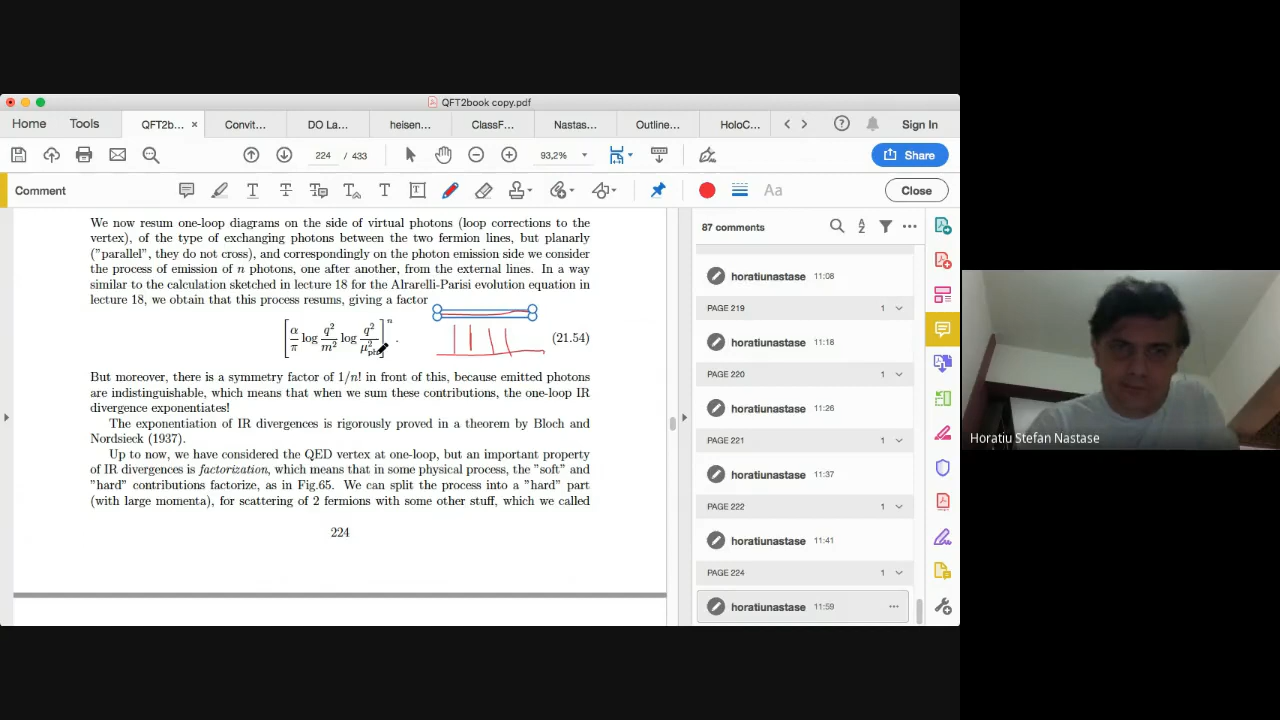 QFT2book copy.pdf
Home Tools QFT2b... × Convit... DO La... heisen... ClassF... Nastas... Outline... HoloC... Sign In
224 / 433 93,2% Share
Comment Close
We now resum one-loop diagrams on the side of virtual photons (loop corrections to the
vertex), of the type of exchanging photons between the two fermion lines, but planarly
("parallel", they do not cross), and correspondingly on the photon emission side we consider
the process of emission of n photons, one after another, from the external lines. In a way
similar to the calculation sketched in lecture 18 for the Alrarelli-Parisi evolution equation in
lecture 18, we obtain that this process resums, giving a factor
[α/π log q²/m² log q²/μ²ph]ⁿ . (21.54)
But moreover, there is a symmetry factor of 1/n! in front of this, because emitted photons
are indistinguishable, which means that when we sum these contributions, the one-loop IR
divergence exponentiates!
The exponentiation of IR divergences is rigorously proved in a theorem by Bloch and
Nordsieck (1937).
Up to now, we have considered the QED vertex at one-loop, but an important property
of IR divergences is factorization, which means that in some physical process, the "soft" and
"hard" contributions factorize, as in Fig.65. We can split the process into a "hard" part
(with large momenta), for scattering of 2 fermions with some other stuff, which we called
224
87 comments
horatiunastase 11:08
PAGE 219 1
horatiunastase 11:18
PAGE 220 1
horatiunastase 11:26
PAGE 221 1
horatiunastase 11:37
PAGE 222 1
horatiunastase 11:41
PAGE 224 1
horatiunastase 11:59
Horatiu Stefan Nastase